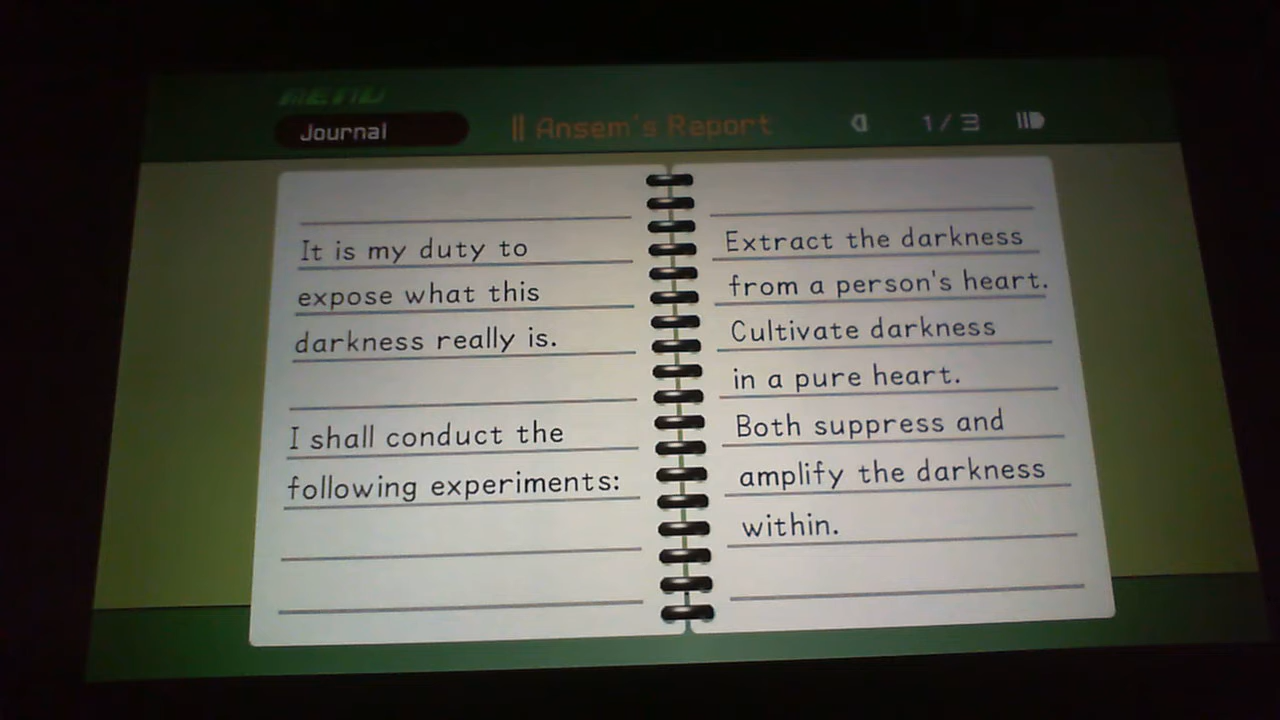 MENU
Journal
Ansem's Report
1/3
It is my duty to
expose what this
darkness really is.
I shall conduct the
following experiments:
Extract the darkness
from a person's heart.
Cultivate darkness
in a pure heart.
Both suppress and
amplify the darkness
within.